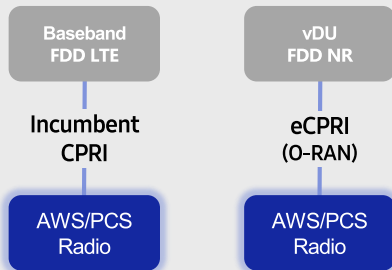 Baseband
FDD LTE
Incumbent
CPRI
AWS/PCS
Radio
vDU
FDD NR
eCPRI
(O-RAN)
AWS/PCS
Radio